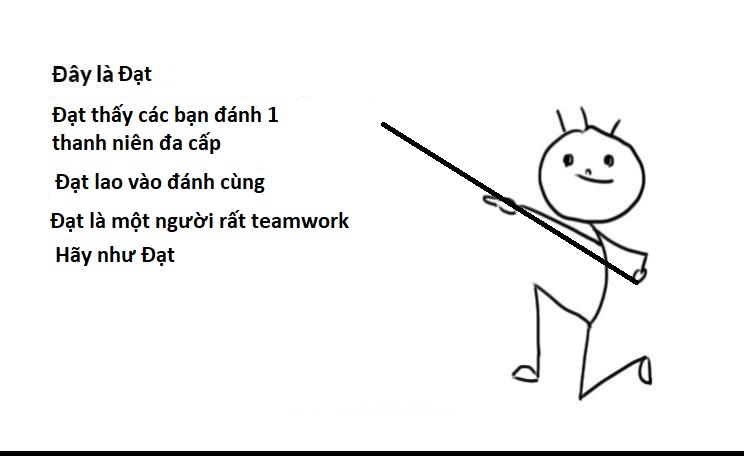 Đây là Đạt
Đạt thấy các bạn đánh 1
thanh niên đa cấp
Đạt lao vào đánh cùng
Đạt là một người rất teamwork
Hãy như Đạt